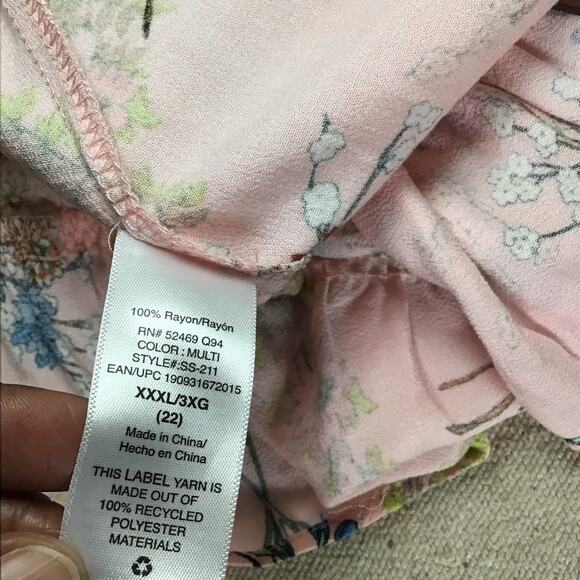 100% Rayon/Rayón
RN# 52469 Q94
COLOR : MULTI
STYLE#:SS-211
EAN/UPC 190931672015
XXXL/3XG
(22)
Made in China/
Hecho en China
THIS LABEL YARN IS
MADE OUT OF
100% RECYCLED
POLYESTER
MATERIALS